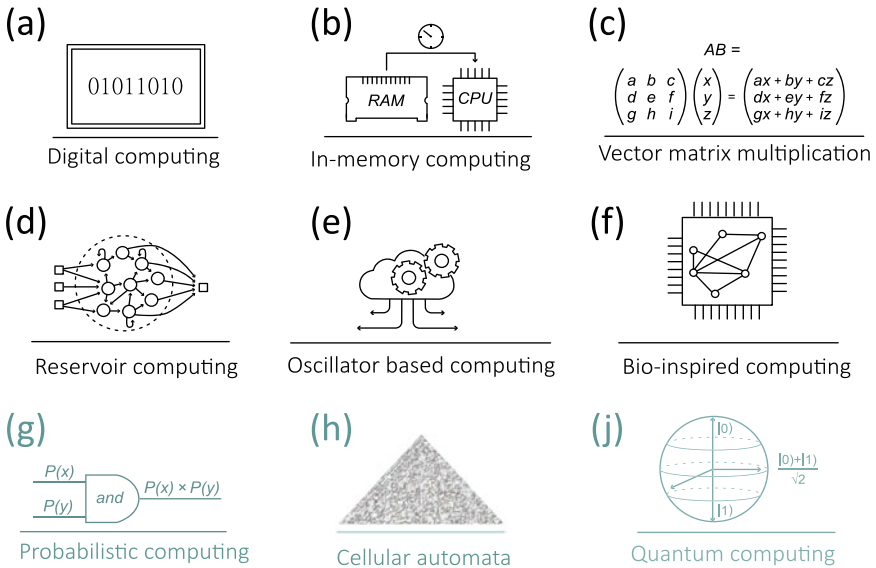 (a)
01011010
Digital computing
(b)
RAM
CPU
In-memory computing
(c)
AB =
a b c x ax + by + cz
d e f y = dx + ey + fz
g h i z gx + hy + iz
Vector matrix multiplication
(d)
Reservoir computing
(e)
Oscillator based computing
(f)
Bio-inspired computing
(g)
P(x)
P(y)
and
P(x) × P(y)
Probabilistic computing
(h)
Cellular automata
(j)
|0⟩
|0⟩+|1⟩
√2
|1⟩
Quantum computing